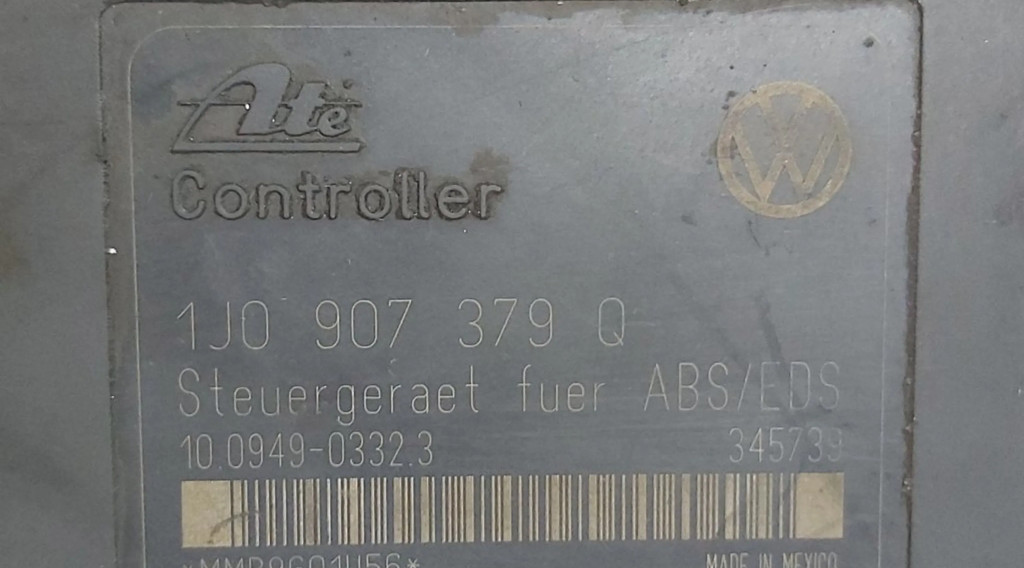 Ate
Controller
1J0 907 379 Q
Steuergeraet fuer ABS/EDS
10.0949-0332.3 345739
MADE IN MEXICO